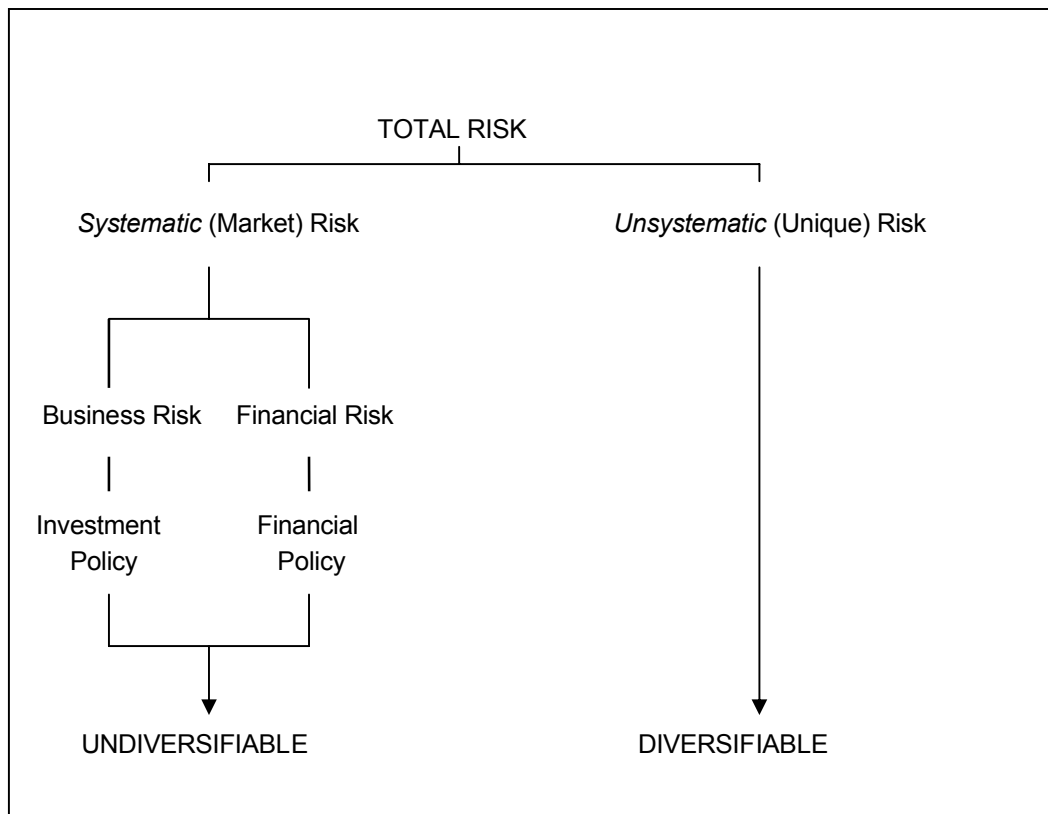 TOTAL RISK
Systematic (Market) Risk
Unsystematic (Unique) Risk
Business Risk
Financial Risk
Investment
Policy
Financial
Policy
UNDIVERSIFIABLE
DIVERSIFIABLE